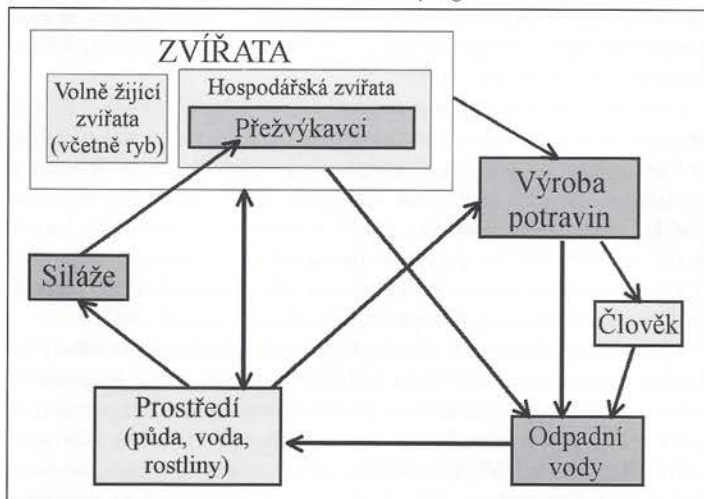 ZVÍŘATA
Volně žijící
zvířata
(včetně ryb)
Hospodářská zvířata
Přežvýkavci
Výroba
potravin
Siláže
Člověk
Prostředí
(půda, voda,
rostliny)
Odpadní
vody